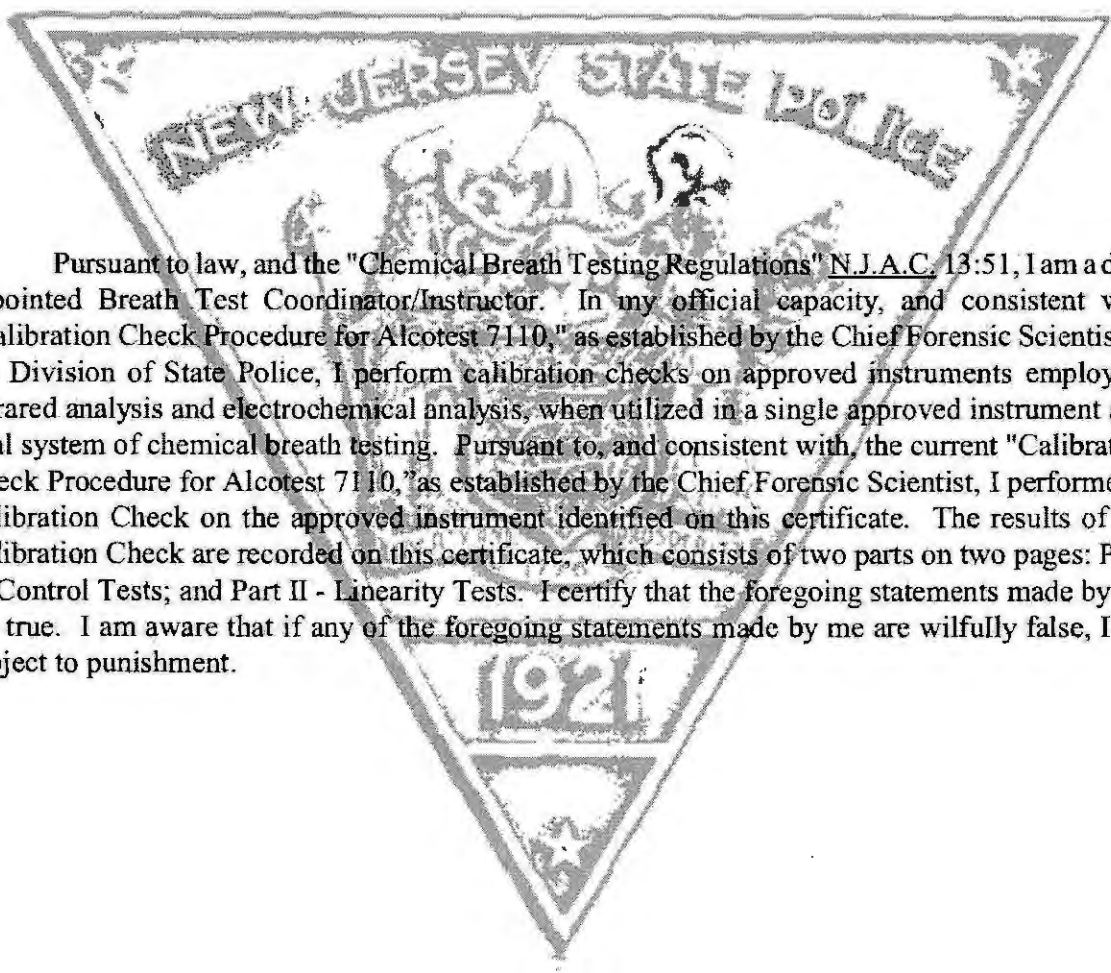 NEW JERSEY STATE POLICE
Pursuant to law, and the "Chemical Breath Testing Regulations" N.J.A.C. 13:51, I am a d
pointed Breath Test Coordinator/Instructor. In my official capacity, and consistent w
alibration Check Procedure for Alcotest 7110," as established by the Chief Forensic Scientis
Division of State Police, I perform calibration checks on approved instruments employ
rared analysis and electrochemical analysis, when utilized in a single approved instrument
al system of chemical breath testing. Pursuant to, and consistent with, the current "Calibrat
eck Procedure for Alcotest 7110,"as established by the Chief Forensic Scientist, I performe
libration Check on the approved instrument identified on this certificate. The results of
libration Check are recorded on this certificate, which consists of two parts on two pages: P
Control Tests; and Part II - Linearity Tests. I certify that the foregoing statements made by
true. I am aware that if any of the foregoing statements made by me are wilfully false, I
ject to punishment.
1921